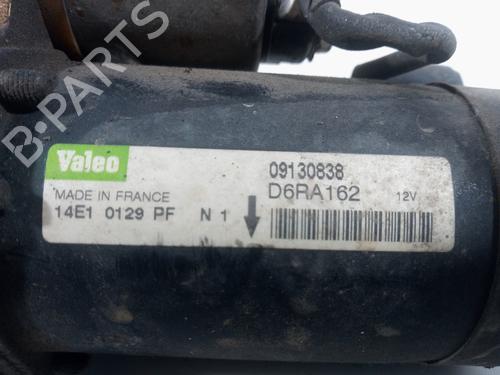 B-PARTS
Valeo
09130838
MADE IN FRANCE
D6RA162 12V
14E1 0129 PF N 1